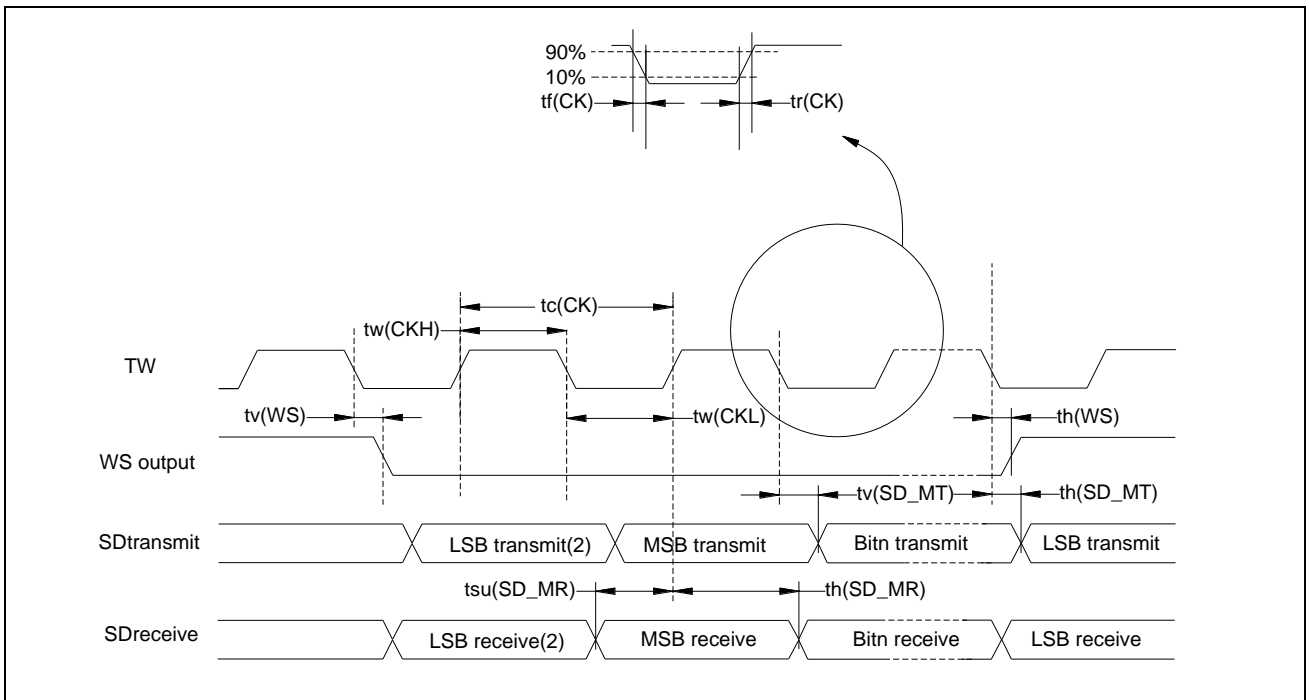 90%
10%
tf(CK)
tr(CK)
tc(CK)
tw(CKH)
TW
tv(WS)
tw(CKL)
th(WS)
WS output
tv(SD_MT)
th(SD_MT)
SDtransmit
LSB transmit(2)
MSB transmit
Bitn transmit
LSB transmit
tsu(SD_MR)
th(SD_MR)
SDreceive
LSB receive(2)
MSB receive
Bitn receive
LSB receive